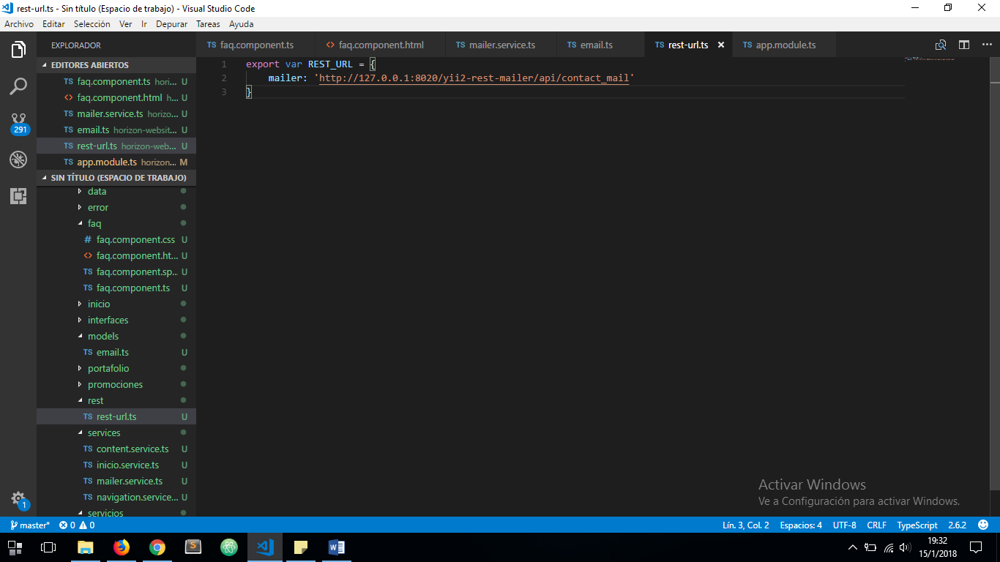 rest-url.ts - Sin título (Espacio de trabajo) - Visual Studio Code
Archivo Editar Selección Ver Ir Depurar Tareas Ayuda
EXPLORADOR
EDITORES ABIERTOS
TS faq.component.ts hori... U
<> faq.component.html h... U
TS mailer.service.ts horizo... U
TS email.ts horizon-websit... U
TS rest-url.ts horizon-web... U
TS app.module.ts horizon... M
SIN TÍTULO (ESPACIO DE TRABAJO)
data
error
faq
# faq.component.css U
<> faq.component.ht... U
TS faq.component.sp... U
TS faq.component.ts U
inicio
interfaces
models
TS email.ts U
portafolio
promociones
rest
TS rest-url.ts U
services
TS content.service.ts U
TS inicio.service.ts U
TS mailer.service.ts U
TS navigation.service... U
servicios
291
1
TS faq.component.ts <> faq.component.html TS mailer.service.ts TS email.ts TS rest-url.ts × TS app.module.ts ...
1 export var REST_URL = {
2 mailer: 'http://127.0.0.1:8020/yii2-rest-mailer/api/contact_mail'
3 }
Activar Windows
Ve a Configuración para activar Windows.
master* 0 0 Lín. 3, Col. 2 Espacios: 4 UTF-8 CRLF TypeScript 2.6.2
19:32
15/1/2018